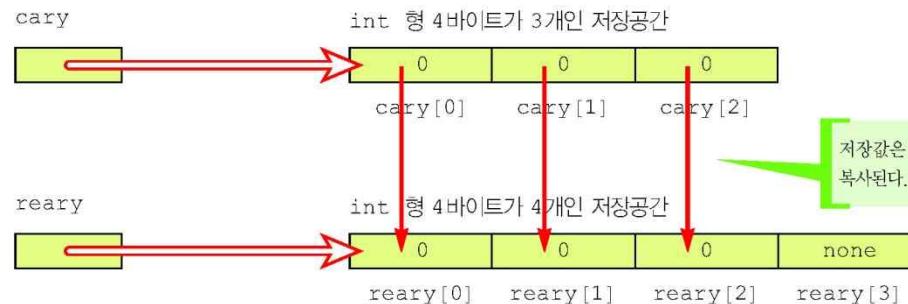 cary
int 형 4바이트가 3개인 저장공간
0 0 0
cary[0] cary[1] cary[2]
저장값은
복사된다.
reary
int 형 4바이트가 4개인 저장공간
0 0 0 none
reary[0] reary[1] reary[2] reary[3]